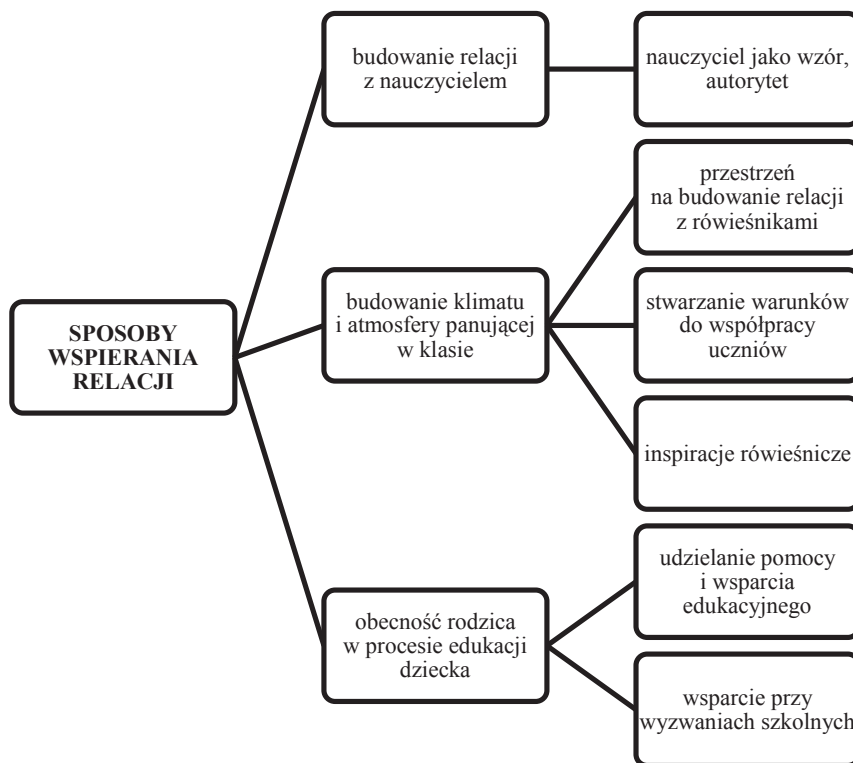 SPOSOBY
WSPIERANIA
RELACJI
budowanie relacji
z nauczycielem
nauczyciel jako wzór,
autorytet
budowanie klimatu
i atmosfery panującej
w klasie
przestrzeń
na budowanie relacji
z rówieśnikami
stwarzanie warunków
do współpracy
uczniów
inspiracje rówieśnicze
obecność rodzica
w procesie edukacji
dziecka
udzielanie pomocy
i wsparcia
edukacyjnego
wsparcie przy
wyzwaniach szkolnych